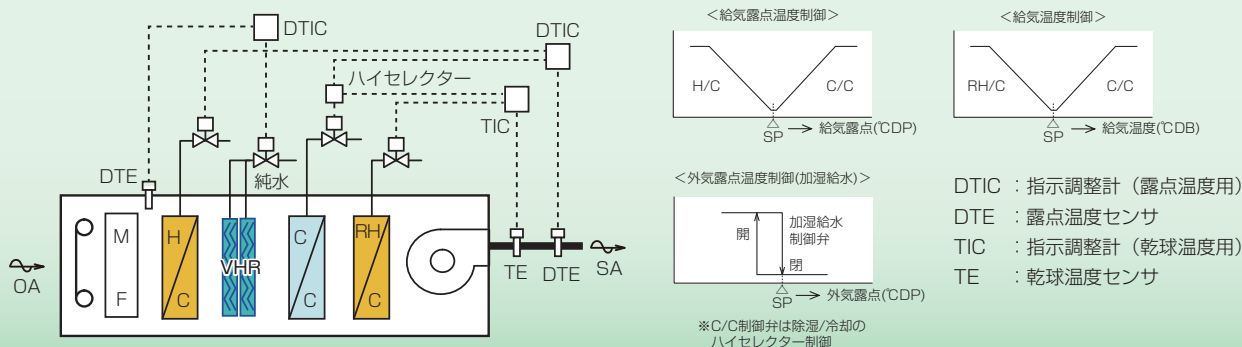 DTIC
DTIC
ハイセレクター
TIC
DTE
純水
M
F
H
C
VHR
C
C
RH
C
OA
TE
DTE
SA
<給気露点温度制御>
H/C
C/C
SP
給気露点(℃DP)
<給気温度制御>
RH/C
C/C
SP
給気温度(℃DB)
<外気露点温度制御(加湿給水)>
開
加湿給水
制御弁
閉
SP
外気露点(℃DP)
※C/C制御弁は除湿/冷却の
ハイセレクター制御
DTIC ：指示調整計（露点温度用）
DTE ：露点温度センサ
TIC ：指示調整計（乾球温度用）
TE ：乾球温度センサ